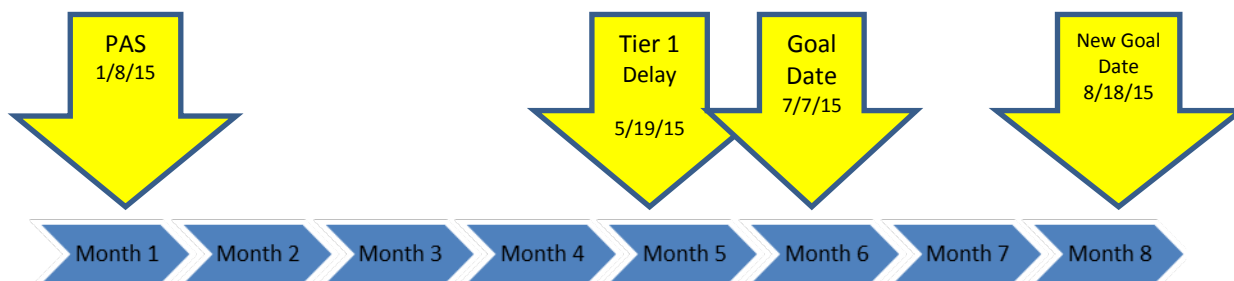 PAS
1/8/15
Tier 1
Delay
5/19/15
Goal
Date
7/7/15
New Goal
Date
8/18/15
Month 1
Month 2
Month 3
Month 4
Month 5
Month 6
Month 7
Month 8